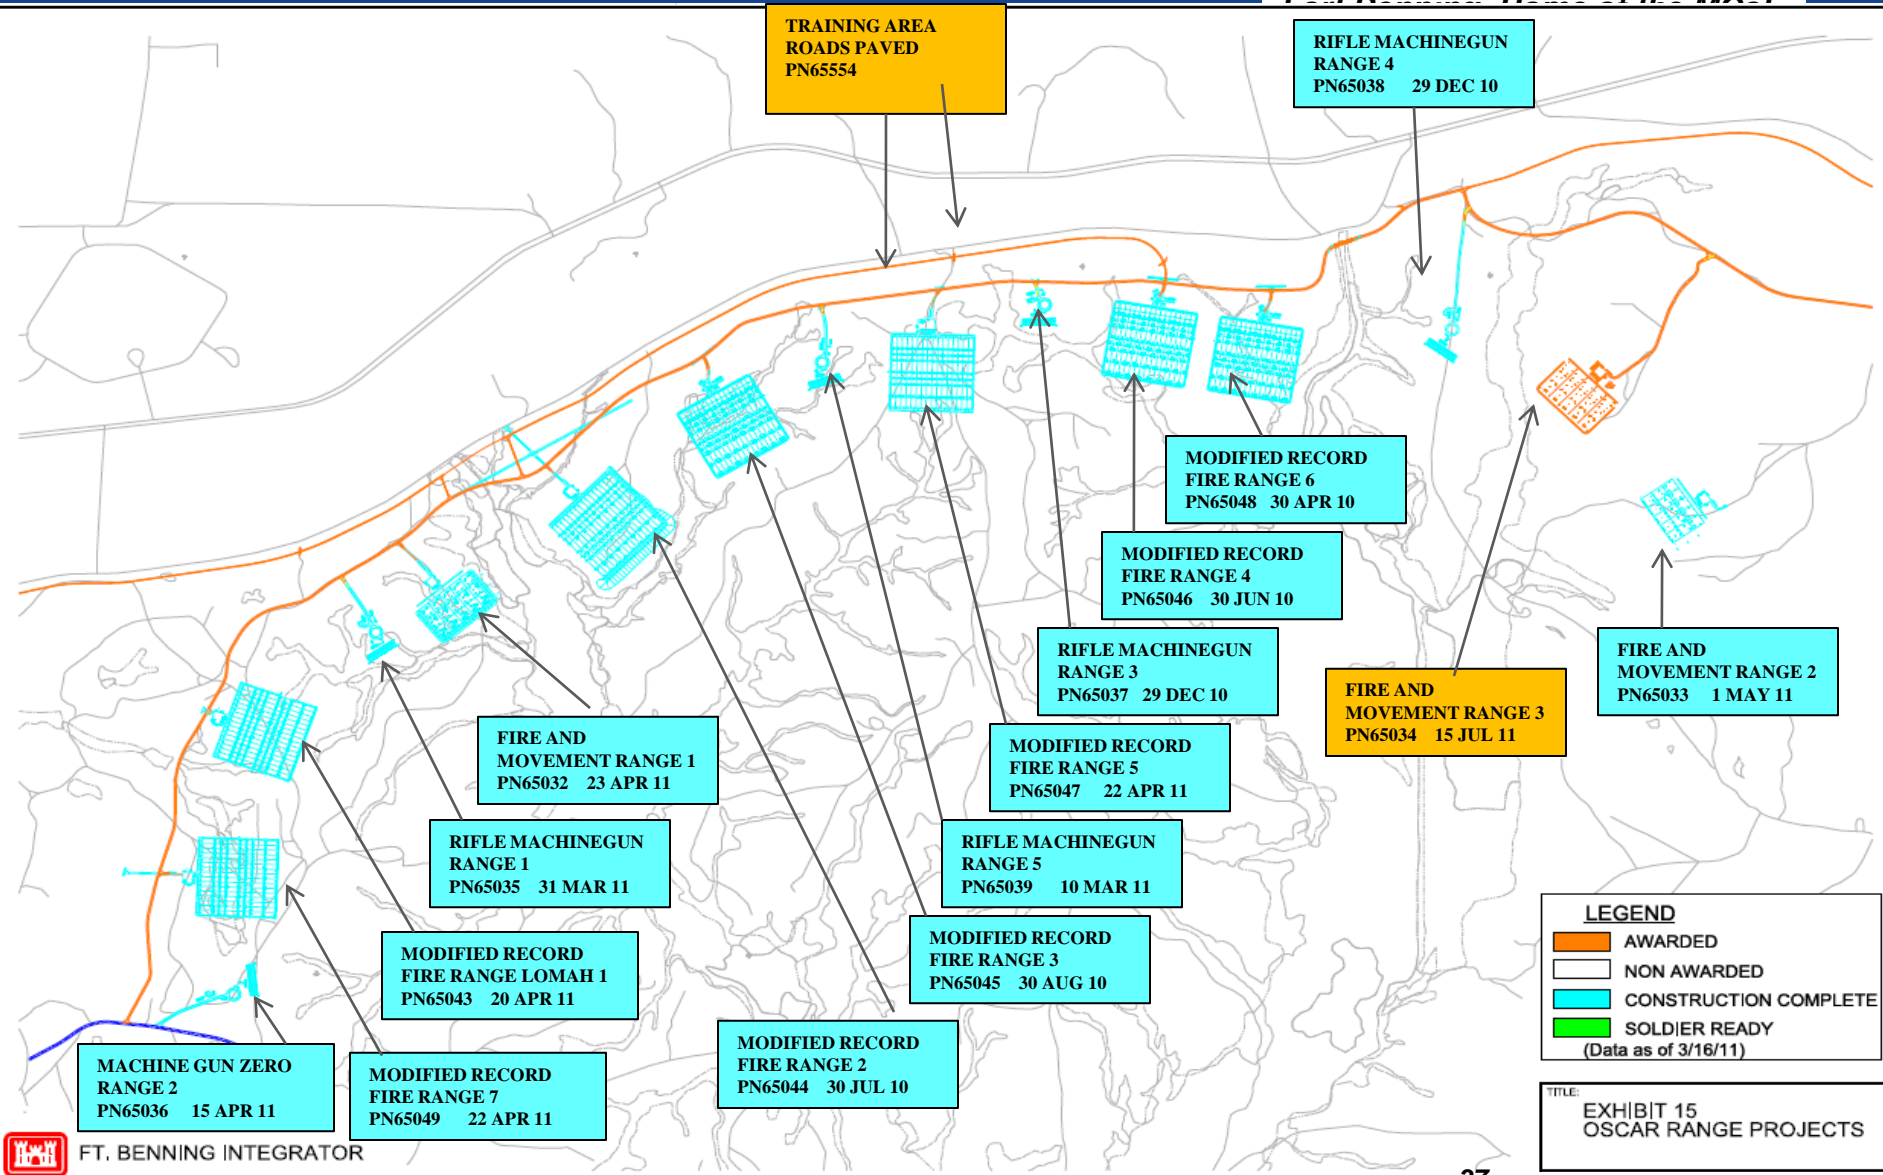 TRAINING AREA
ROADS PAVED
PN65554
RIFLE MACHINEGUN
RANGE 4
PN65038 29 DEC 10
MODIFIED RECORD
FIRE RANGE 6
PN65048 30 APR 10
MODIFIED RECORD
FIRE RANGE 4
PN65046 30 JUN 10
RIFLE MACHINEGUN
RANGE 3
PN65037 29 DEC 10
FIRE AND
MOVEMENT RANGE 3
PN65034 15 JUL 11
FIRE AND
MOVEMENT RANGE 2
PN65033 1 MAY 11
FIRE AND
MOVEMENT RANGE 1
PN65032 23 APR 11
MODIFIED RECORD
FIRE RANGE 5
PN65047 22 APR 11
RIFLE MACHINEGUN
RANGE 1
PN65035 31 MAR 11
RIFLE MACHINEGUN
RANGE 5
PN65039 10 MAR 11
MODIFIED RECORD
FIRE RANGE LOMAH 1
PN65043 20 APR 11
MODIFIED RECORD
FIRE RANGE 3
PN65045 30 AUG 10
MODIFIED RECORD
FIRE RANGE 2
PN65044 30 JUL 10
MACHINE GUN ZERO
RANGE 2
PN65036 15 APR 11
MODIFIED RECORD
FIRE RANGE 7
PN65049 22 APR 11
LEGEND
AWARDED
NON AWARDED
CONSTRUCTION COMPLETE
SOLDIER READY
(Data as of 3/16/11)
TITLE:
EXHIBIT 15
OSCAR RANGE PROJECTS
FT. BENNING INTEGRATOR